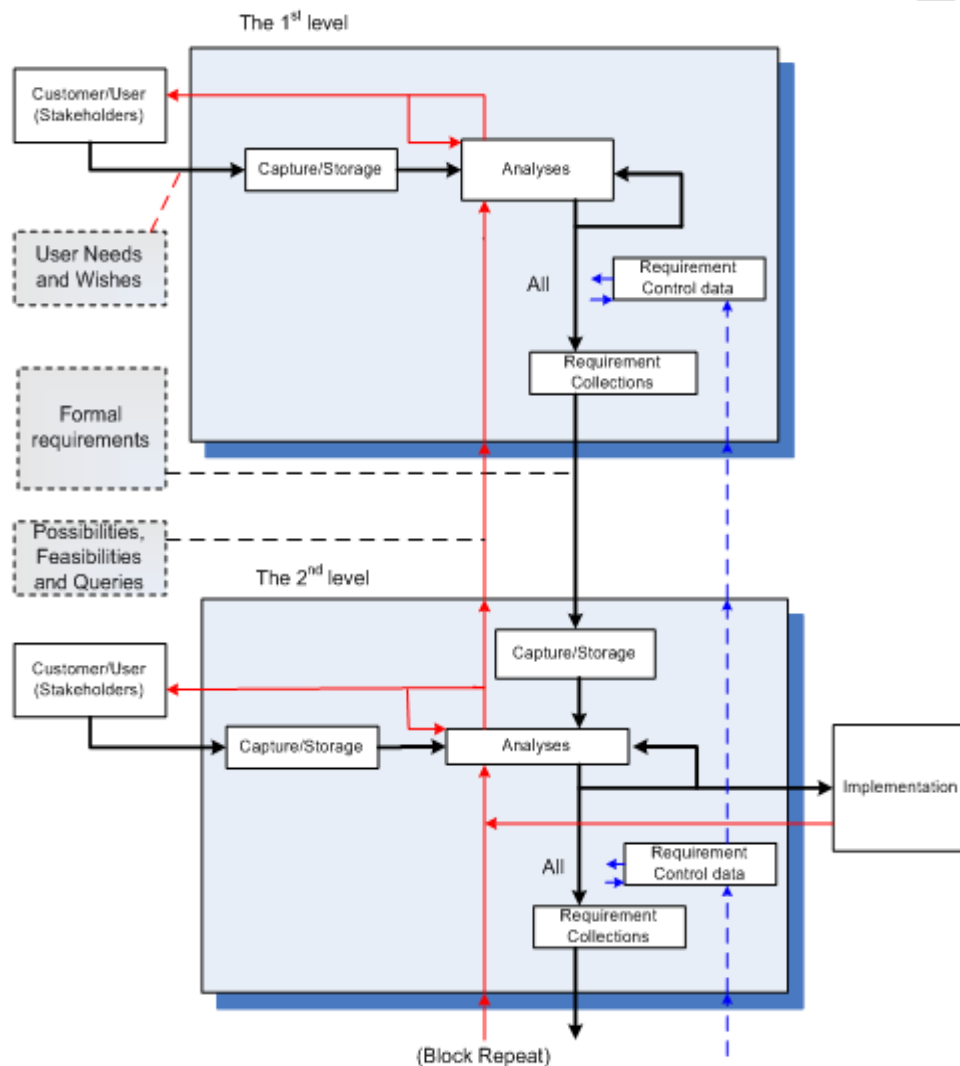 The 1st level
Customer/User
(Stakeholders)
Capture/Storage
Analyses
User Needs
and Wishes
All
Requirement
Control data
Requirement
Collections
Formal
requirements
Possibilities,
Feasibilities
and Queries
The 2nd level
Capture/Storage
Customer/User
(Stakeholders)
Capture/Storage
Analyses
Implementation
All
Requirement
Control data
Requirement
Collections
(Block Repeat)